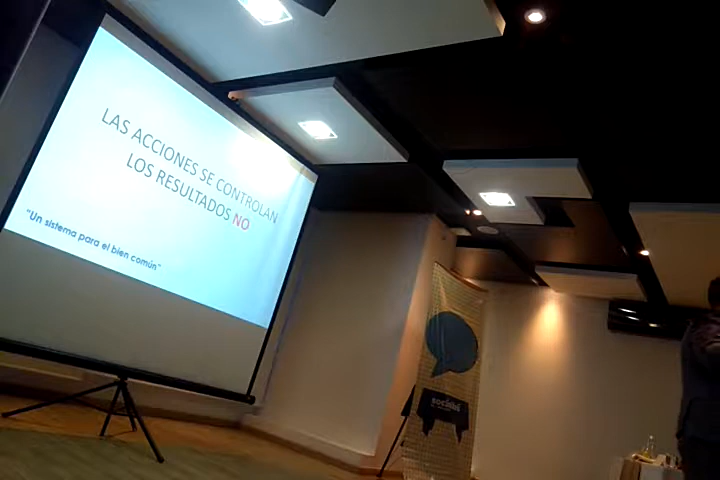 LAS ACCIONES SE CONTROLAN
LOS RESULTADOS NO
"Un sistema para el bien común"